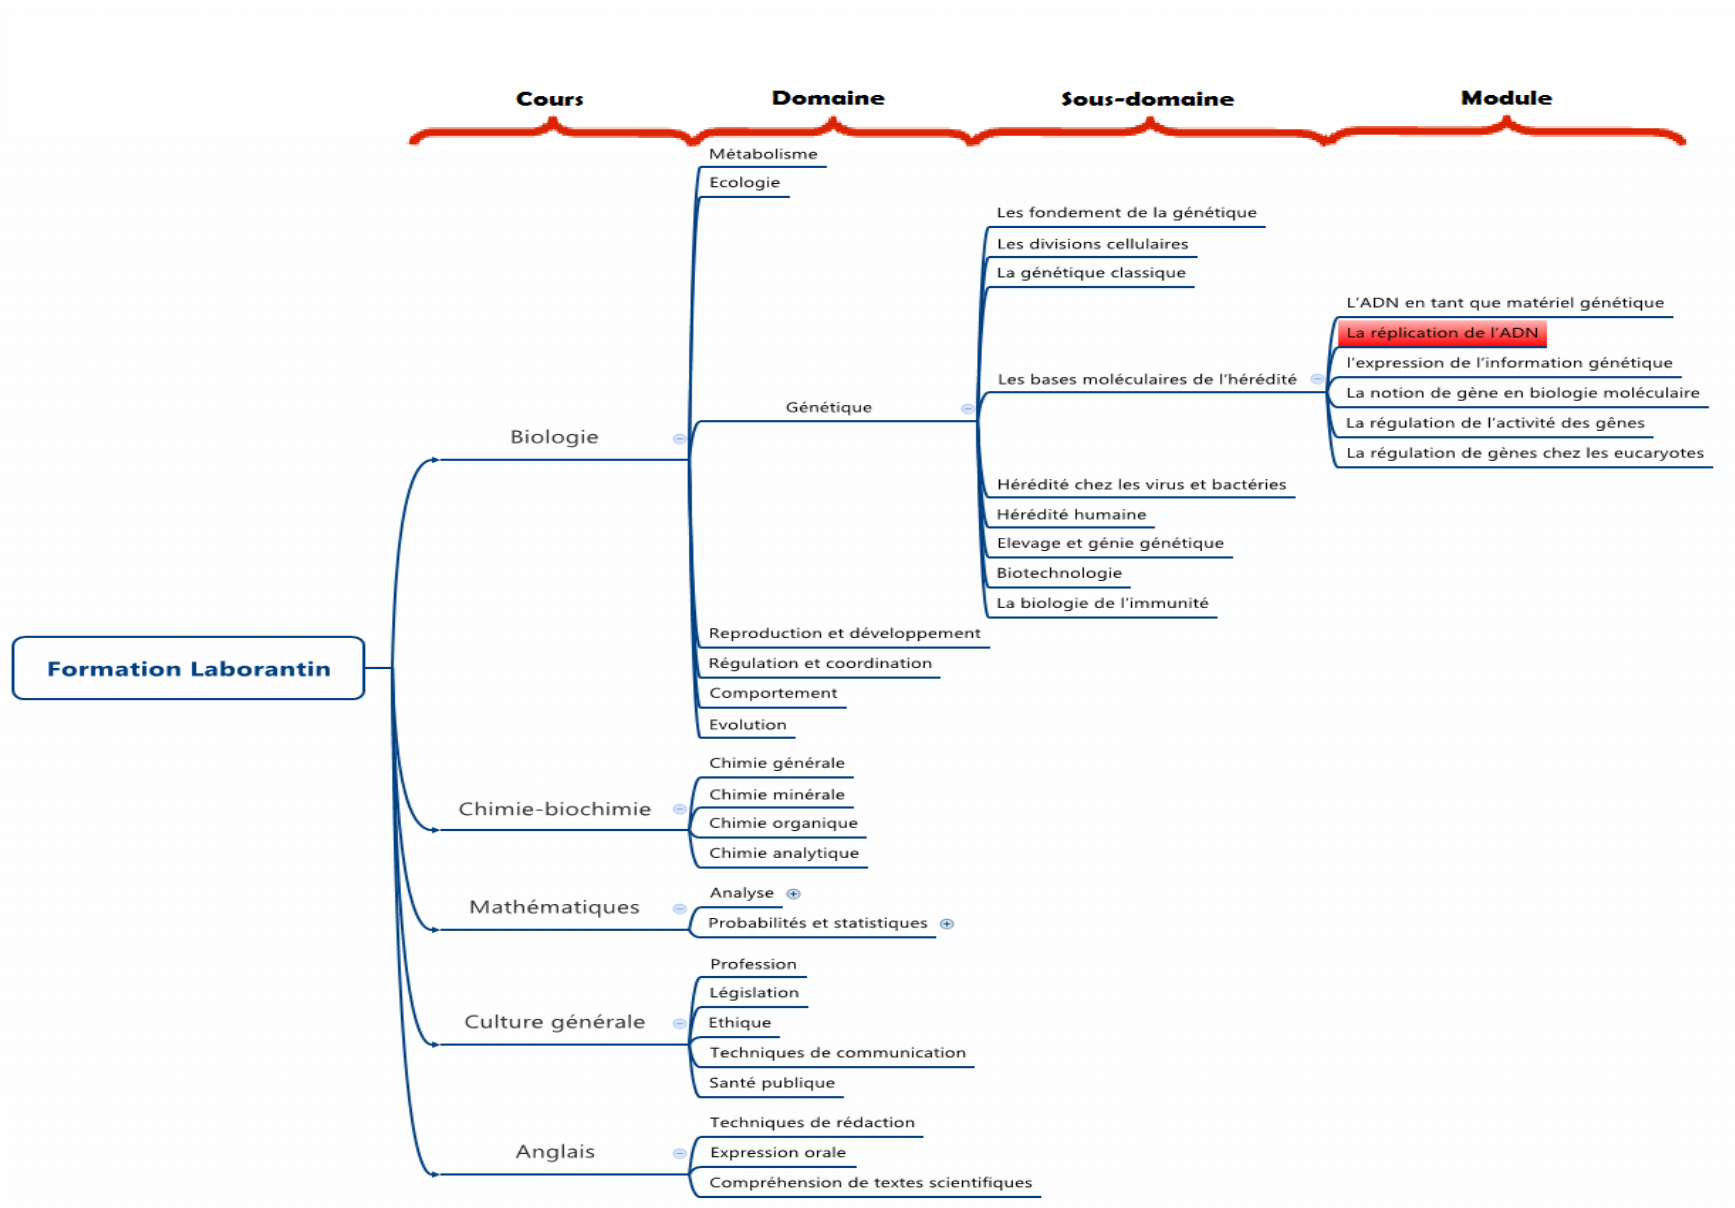 Cours
Domaine
Sous-domaine
Module
Métabolisme
Ecologie
Les fondement de la génétique
Les divisions cellulaires
La génétique classique
L'ADN en tant que matériel génétique
La réplication de l'ADN
l'expression de l'information génétique
Les bases moléculaires de l'hérédité
La notion de gène en biologie moléculaire
Génétique
La régulation de l'activité des gênes
Biologie
La régulation de gènes chez les eucaryotes
Hérédité chez les virus et bactéries
Hérédité humaine
Elevage et génie génétique
Biotechnologie
La biologie de l'immunité
Reproduction et développement
Régulation et coordination
Formation Laborantin
Comportement
Evolution
Chimie générale
Chimie minérale
Chimie-biochimie
Chimie organique
Chimie analytique
Analyse
Mathématiques
Probabilités et statistiques
Profession
Législation
Culture générale
Ethique
Techniques de communication
Santé publique
Techniques de rédaction
Anglais
Expression orale
Compréhension de textes scientifiques